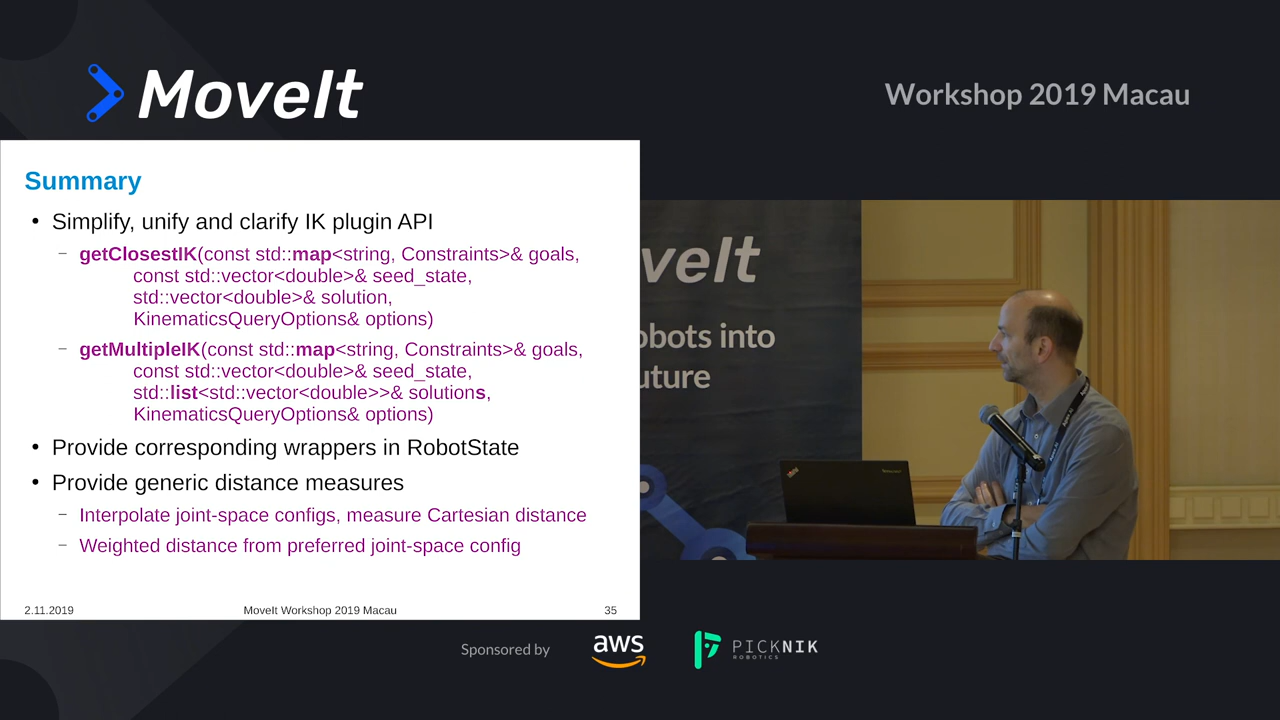 MoveIt
Workshop 2019 Macau
Summary
• Simplify, unify and clarify IK plugin API
– getClosestIK(const std::map<string, Constraints>& goals,
const std::vector<double>& seed_state,
std::vector<double>& solution,
KinematicsQueryOptions& options)
– getMultipleIK(const std::map<string, Constraints>& goals,
const std::vector<double>& seed_state,
std::list<std::vector<double>>& solutions,
KinematicsQueryOptions& options)
• Provide corresponding wrappers in RobotState
• Provide generic distance measures
– Interpolate joint-space configs, measure Cartesian distance
– Weighted distance from preferred joint-space config
2.11.2019
MoveIt Workshop 2019 Macau
35
veIt
obots into
uture
Sponsored by
aws
PICKNIK
ROBOTICS